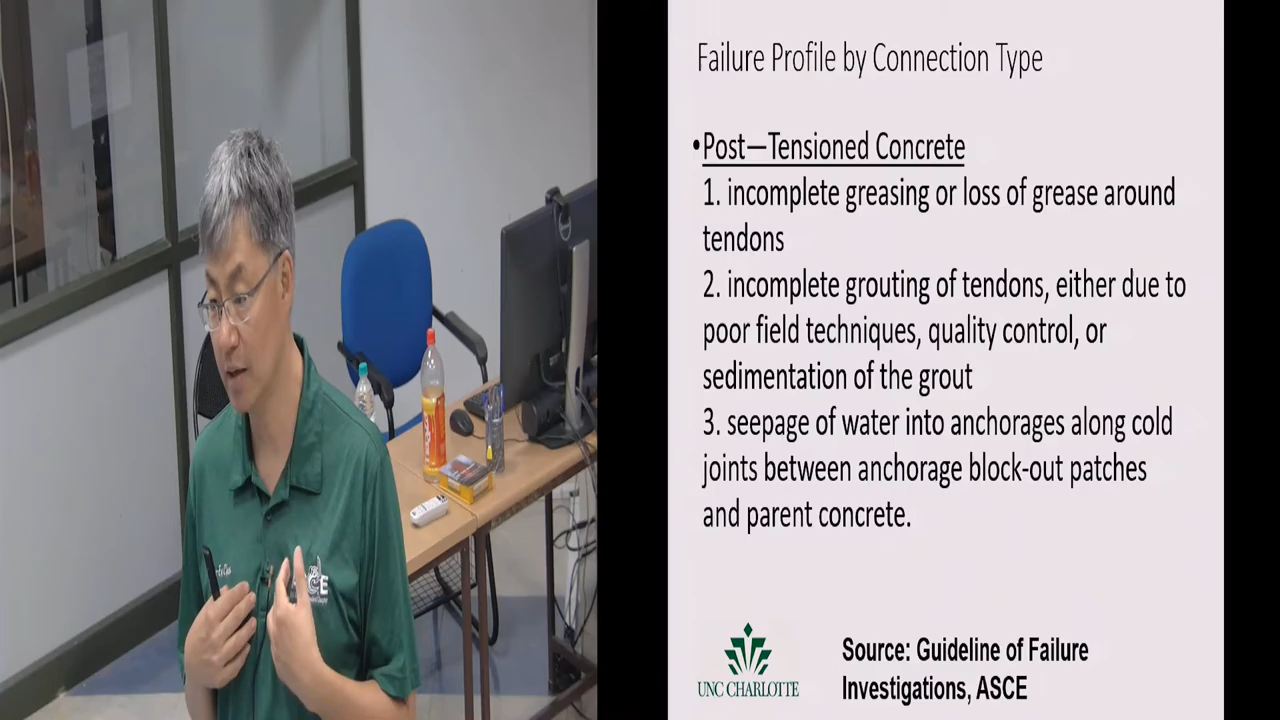 Failure Profile by Connection Type
•Post—Tensioned Concrete
1. incomplete greasing or loss of grease around
tendons
2. incomplete grouting of tendons, either due to
poor field techniques, quality control, or
sedimentation of the grout
3. seepage of water into anchorages along cold
joints between anchorage block-out patches
and parent concrete.
UNC CHARLOTTE
Source: Guideline of Failure
Investigations, ASCE